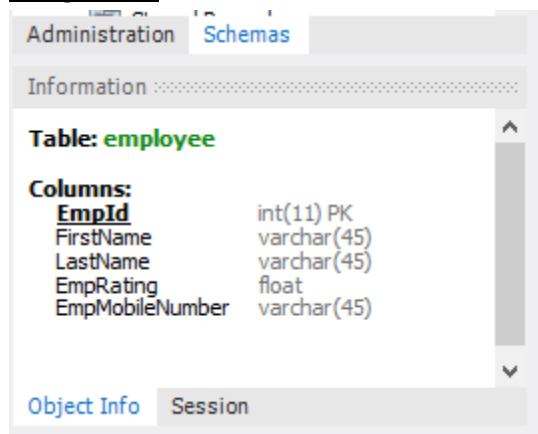 Administration Schemas
Information
Table: employee
Columns:
EmpId int(11) PK
FirstName varchar(45)
LastName varchar(45)
EmpRating float
EmpMobileNumber varchar(45)
Object Info Session